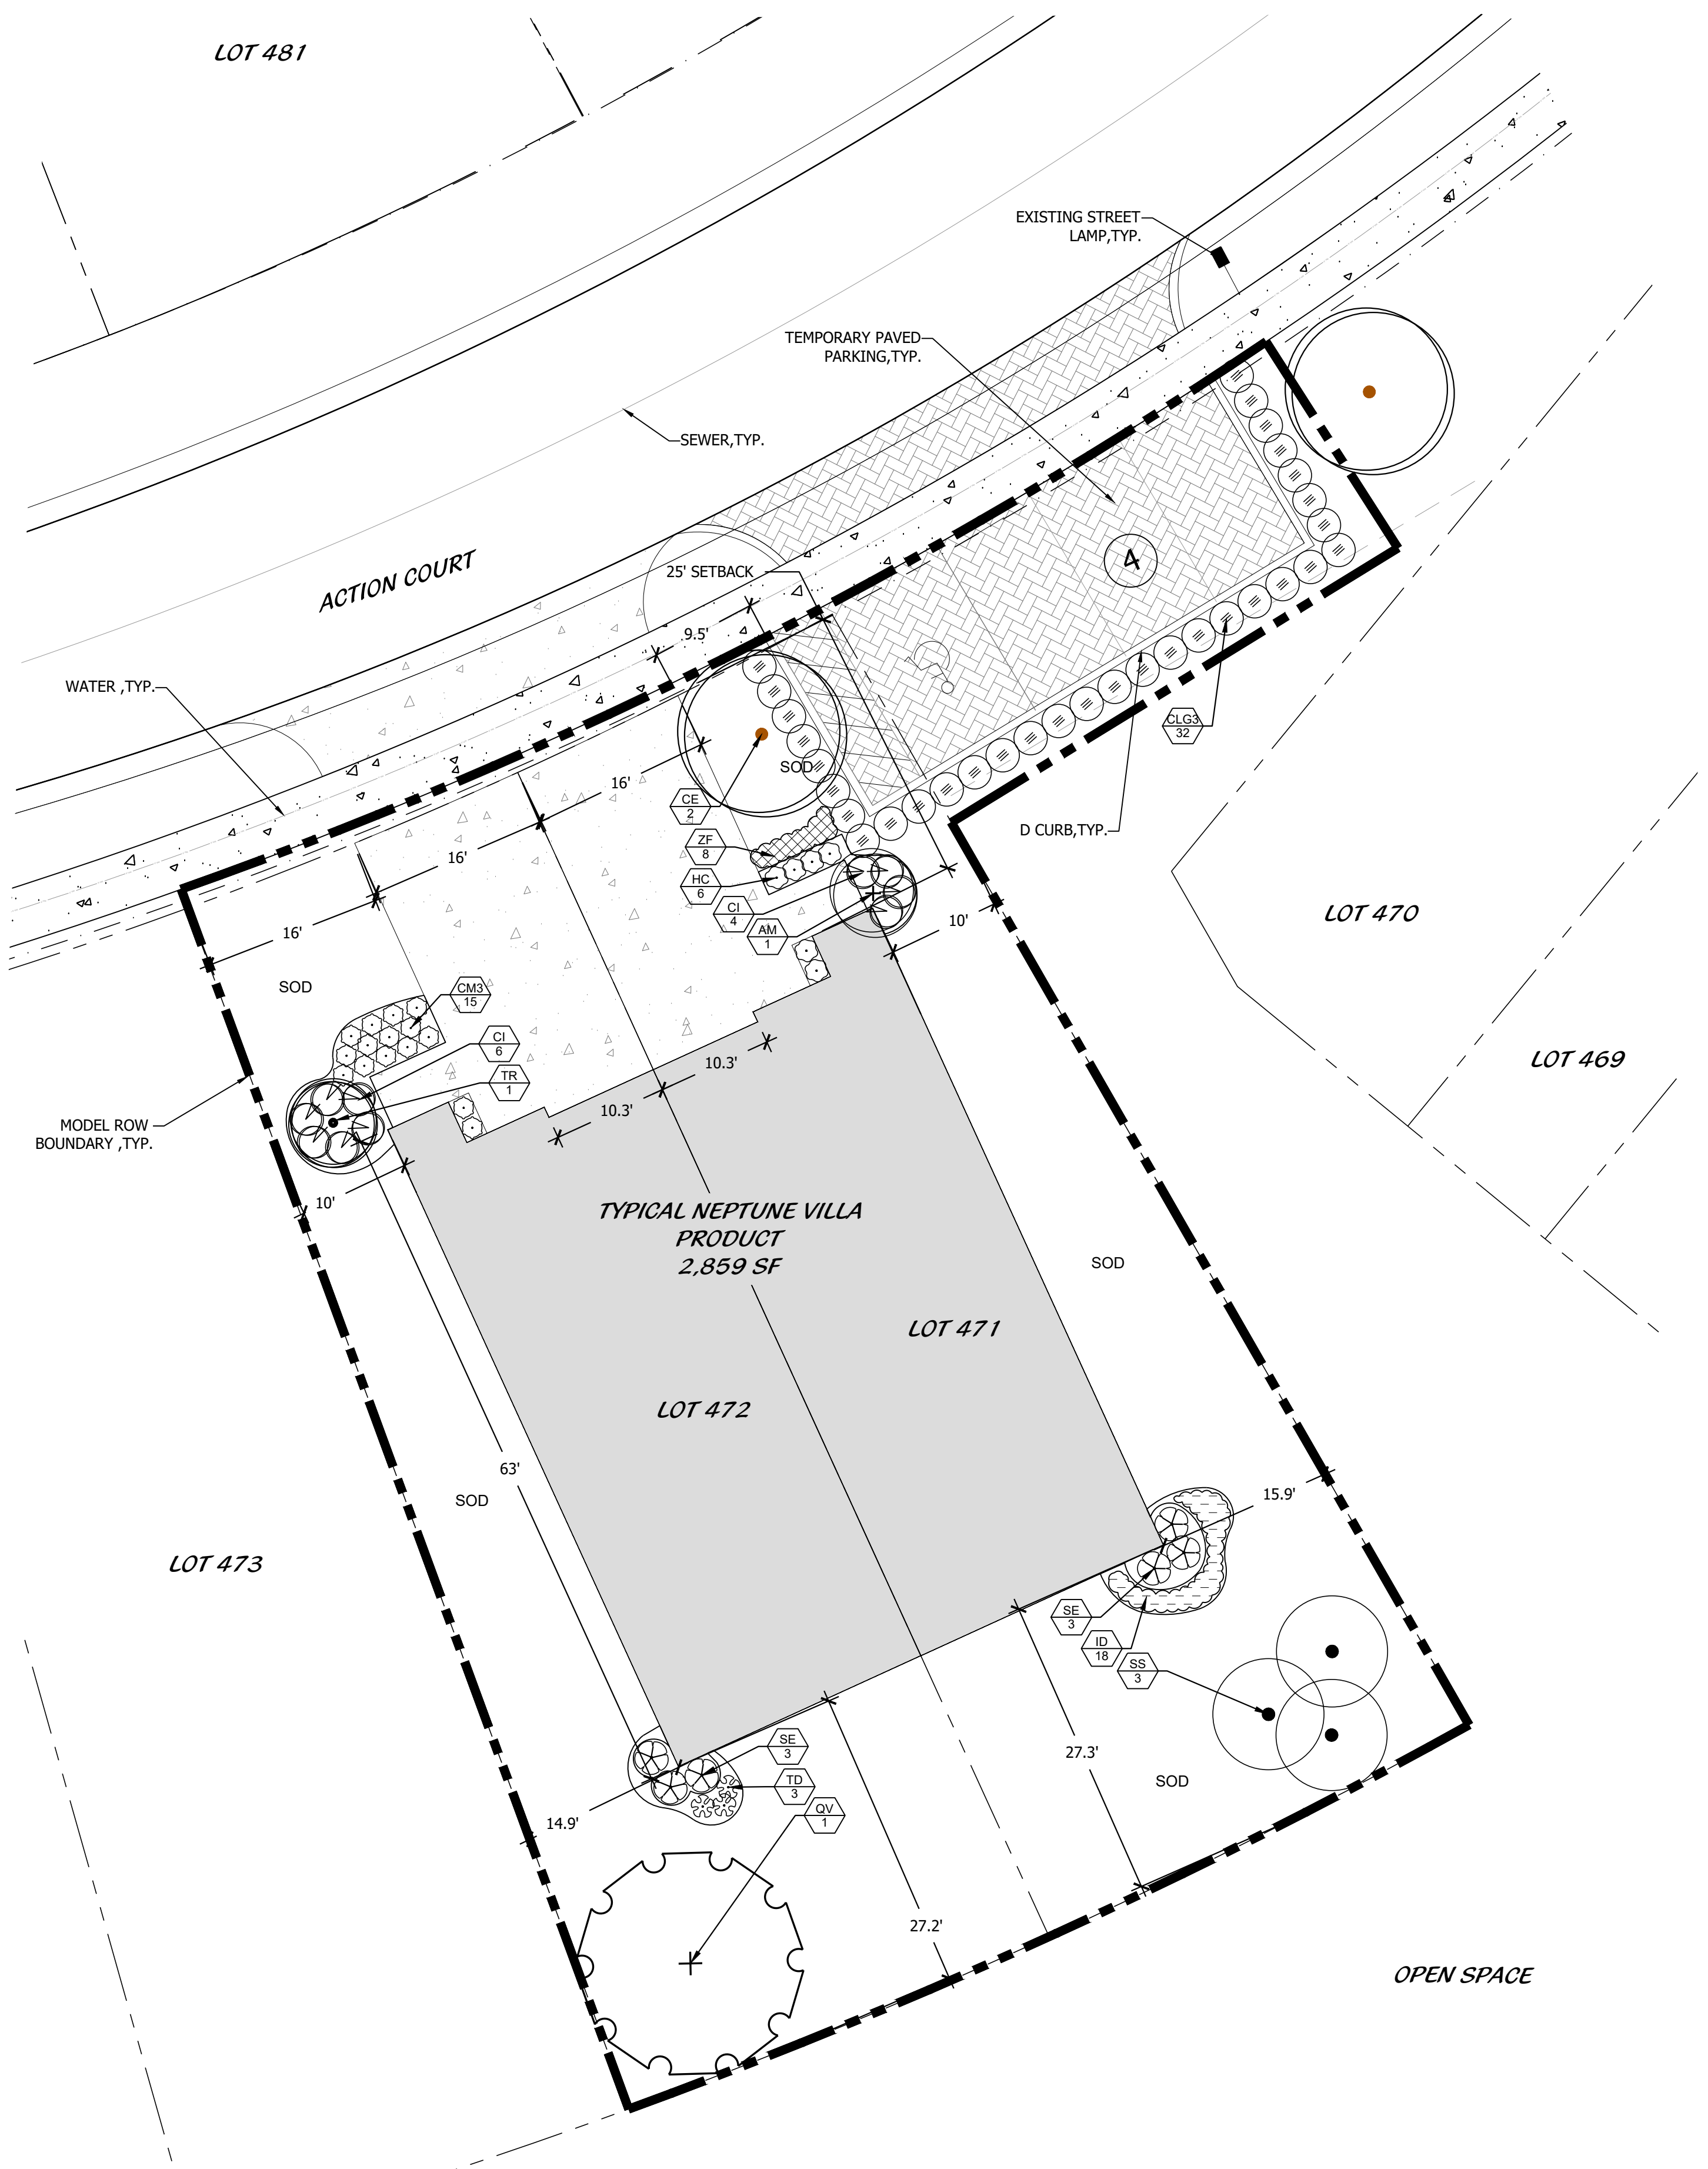 LOT 481
EXISTING STREET
LAMP,TYP.
TEMPORARY PAVED
PARKING,TYP.
SEWER,TYP.
4
25' SETBACK
ACTION COURT
9.5'
WATER ,TYP.
CLG3
32
SOD
16'
CE
2
D CURB,TYP.
ZF
8
16'
HC
6
CI
4
LOT 470
AM
1
10'
16'
SOD
CM3
15
CI
6
LOT 469
10.3'
TR
1
10.3'
MODEL ROW
BOUNDARY ,TYP.
10'
TYPICAL NEPTUNE VILLA
PRODUCT
2,859 SF
SOD
LOT 471
LOT 472
63'
15.9'
SOD
LOT 473
SE
3
ID
18
SS
3
SE
3
27.3'
TD
3
SOD
QV
1
14.9'
27.2'
OPEN SPACE